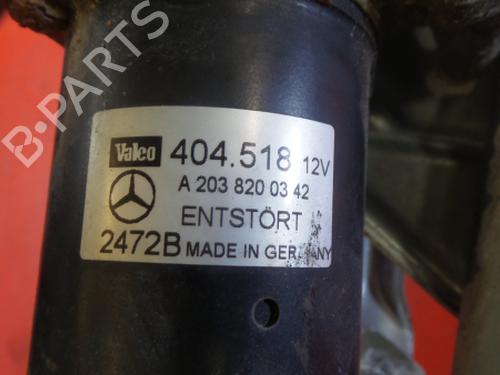 B-PARTS
Valeo 404.518 12V
A 203 820 03 42
ENTSTÖRT
2472B MADE IN GERMANY